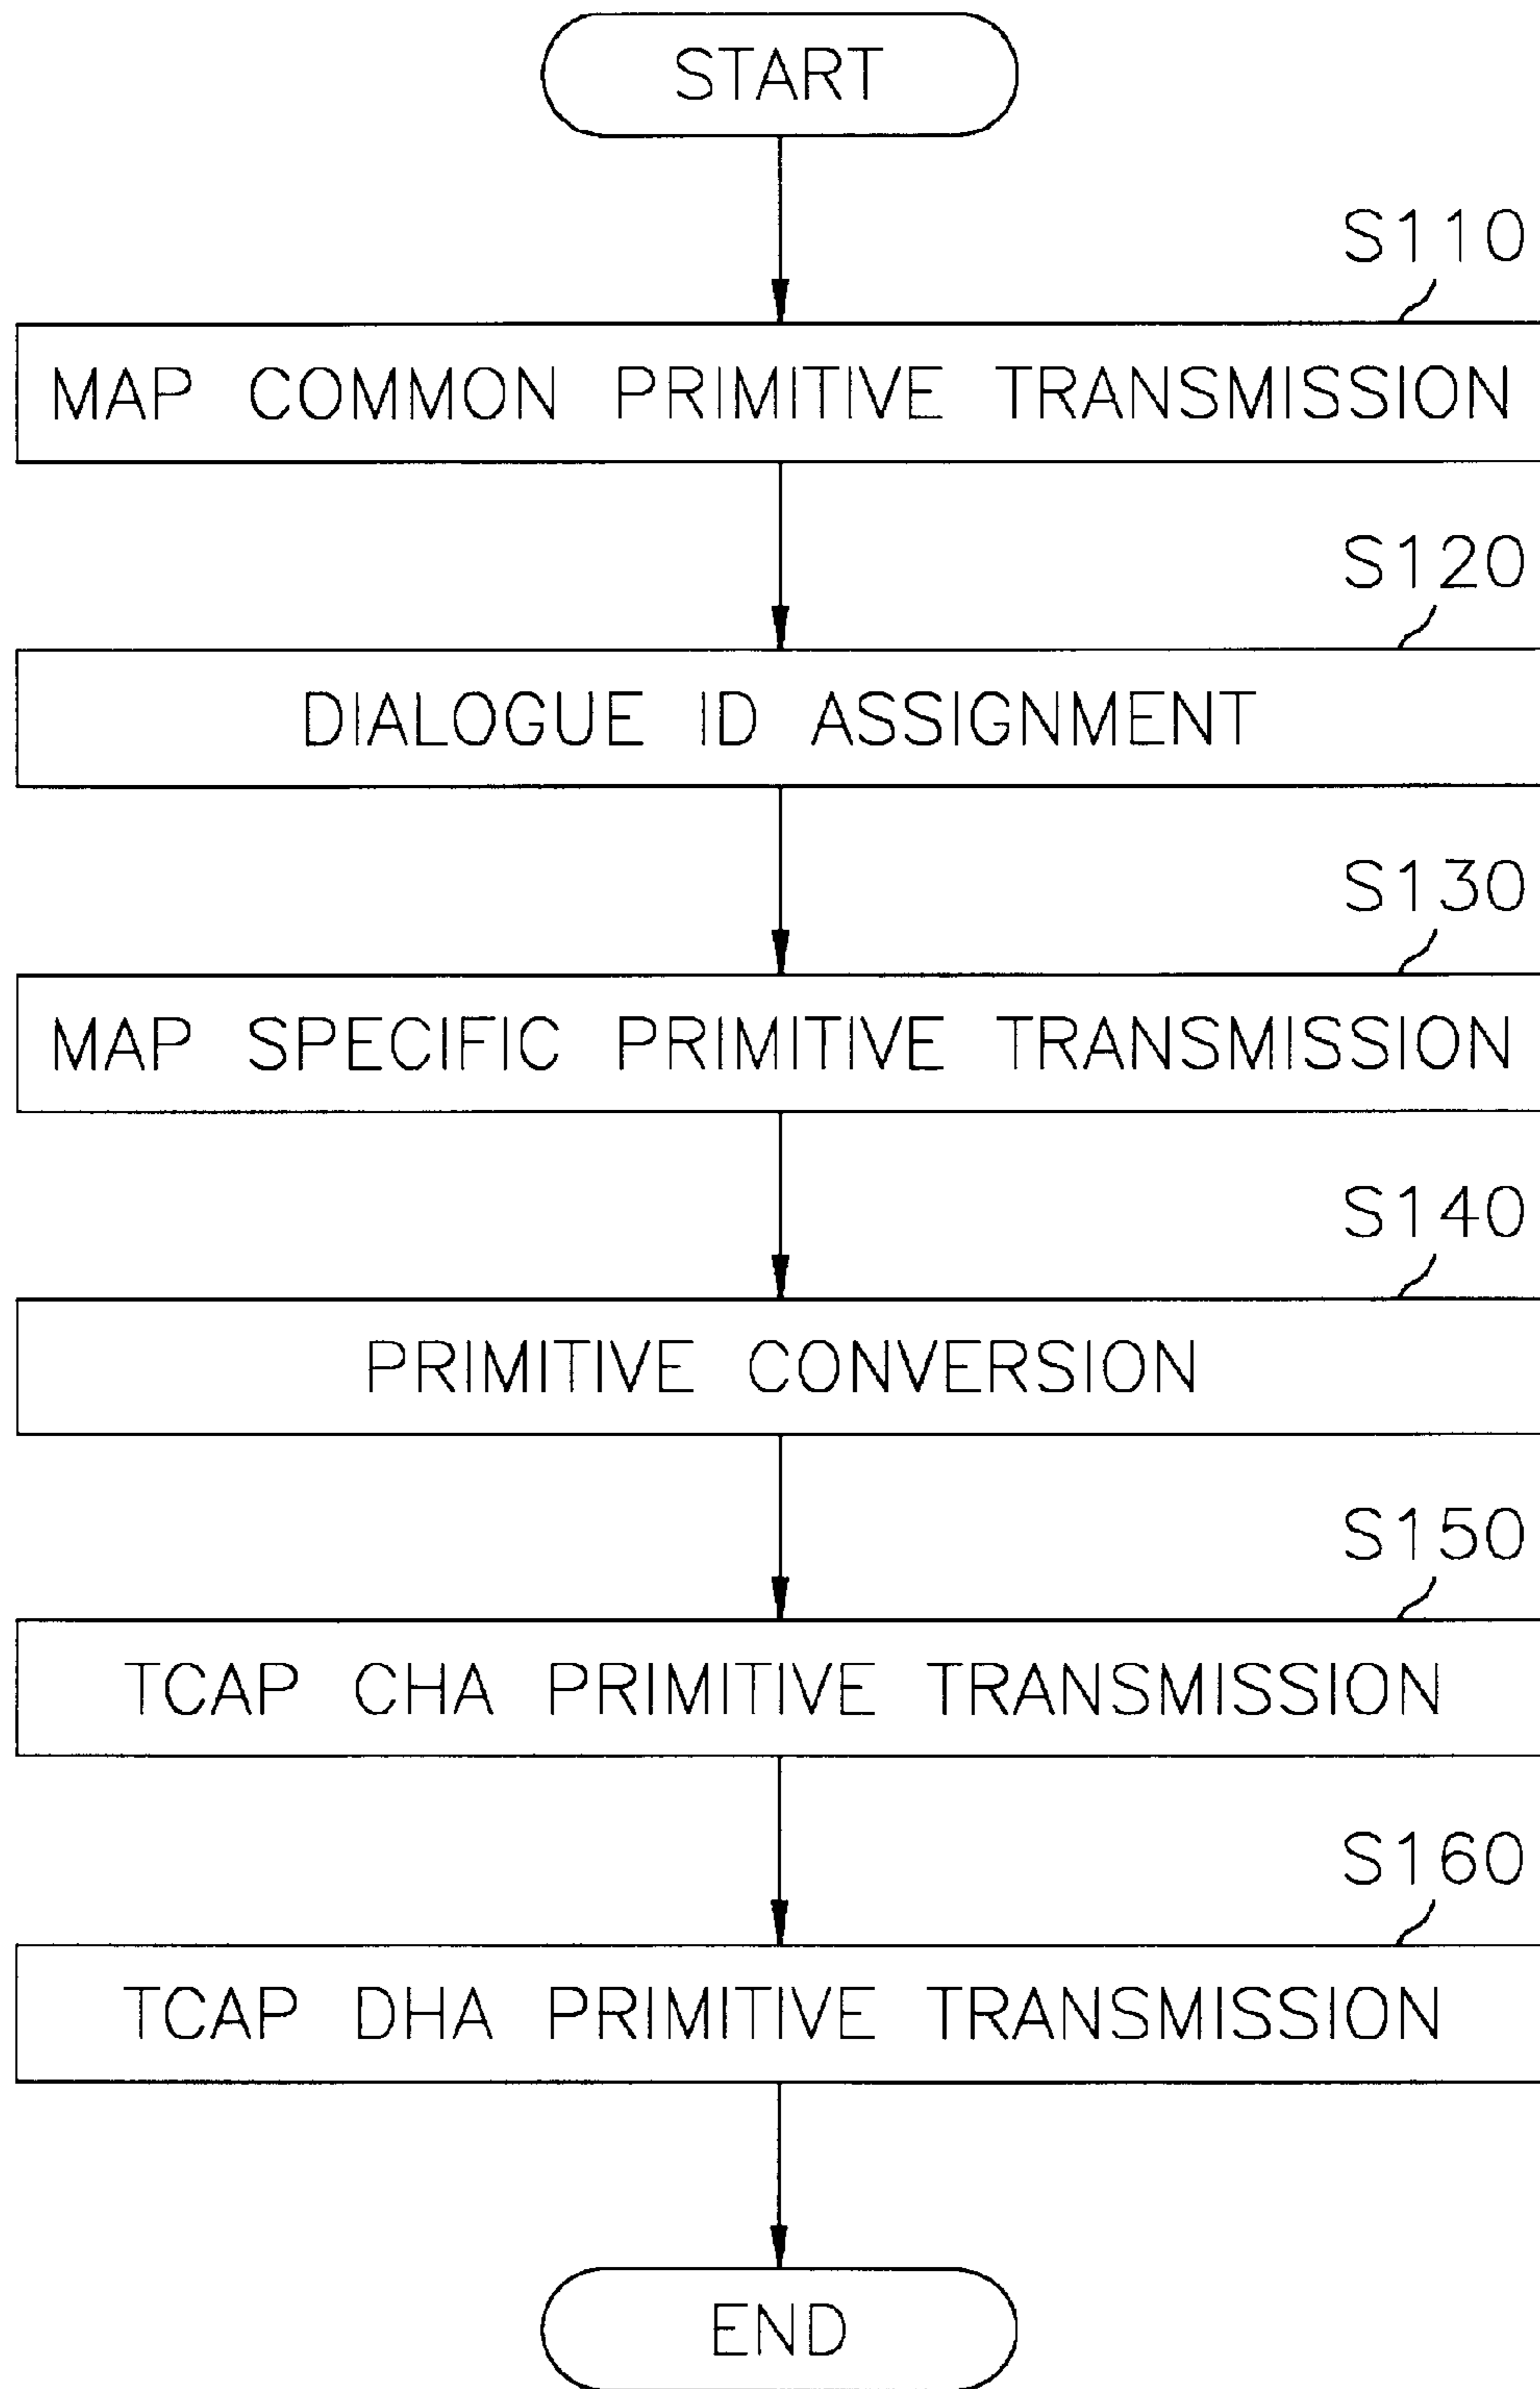 START
S110
MAP COMMON PRIMITIVE TRANSMISSION
S120
DIALOGUE ID ASSIGNMENT
S130
MAP SPECIFIC PRIMITIVE TRANSMISSION
S140
PRIMITIVE CONVERSION
S150
TCAP CHA PRIMITIVE TRANSMISSION
S160
TCAP DHA PRIMITIVE TRANSMISSION
END